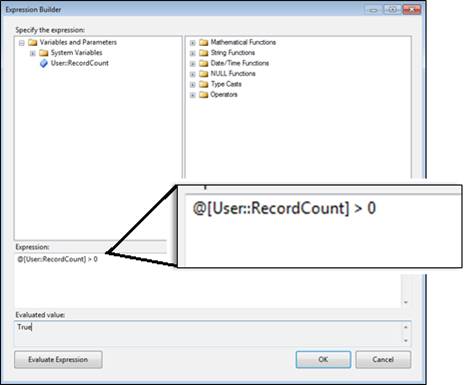 Expression Builder
Specify the expression:
Variables and Parameters
System Variables
User::RecordCount
Mathematical Functions
String Functions
Date/Time Functions
NULL Functions
Type Casts
Operators
@[User::RecordCount] > 0
Expression:
@[User::RecordCount] > 0
Evaluated value:
True
Evaluate Expression
OK
Cancel